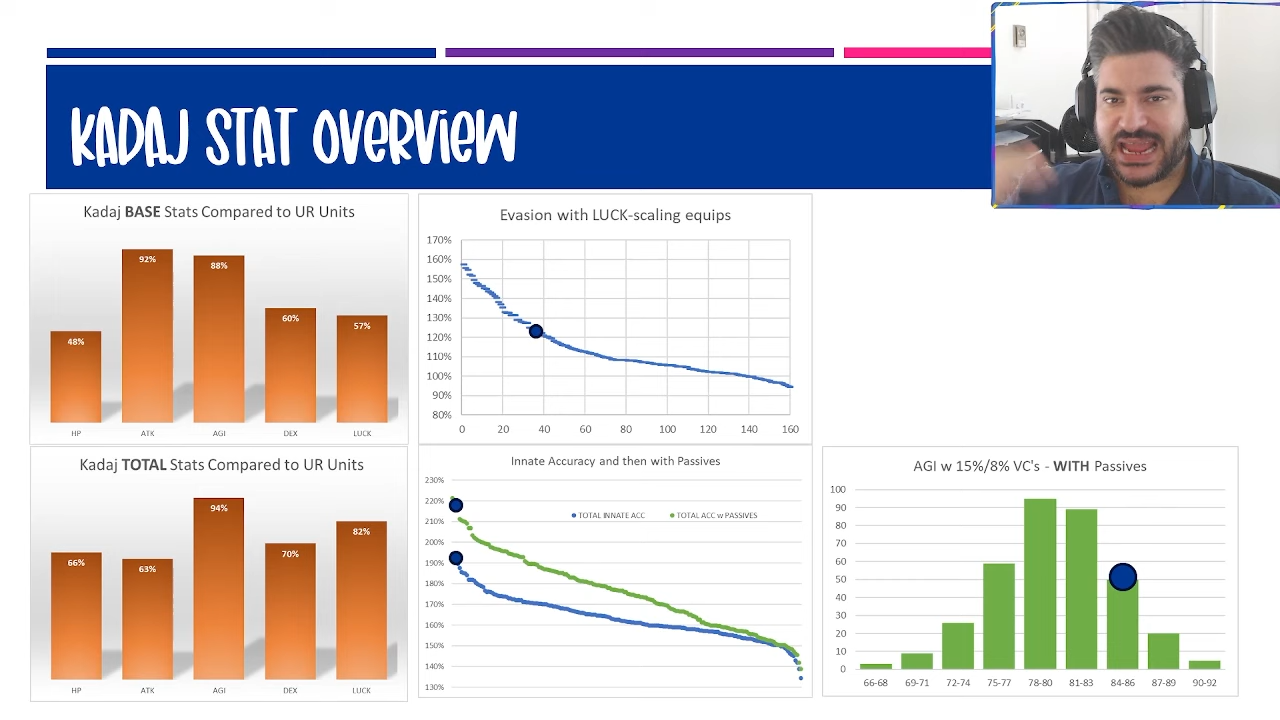 KADAJ STAT OVERVIEW
Kadaj BASE Stats Compared to UR Units
48%
92%
88%
60%
57%
HP
ATK
AGI
DEX
LUCK
Evasion with LUCK-scaling equips
170%
160%
150%
140%
130%
120%
110%
100%
90%
80%
0 20 40 60 80 100 120 140 160
Kadaj TOTAL Stats Compared to UR Units
66%
63%
94%
70%
82%
HP
ATK
AGI
DEX
LUCK
Innate Accuracy and then with Passives
TOTAL INNATE ACC
TOTAL ACC w PASSIVES
230%
220%
210%
200%
190%
180%
170%
160%
150%
140%
130%
AGI w 15%/8% VC's - WITH Passives
100
90
80
70
60
50
40
30
20
10
0
66-68 69-71 72-74 75-77 78-80 81-83 84-86 87-89 90-92